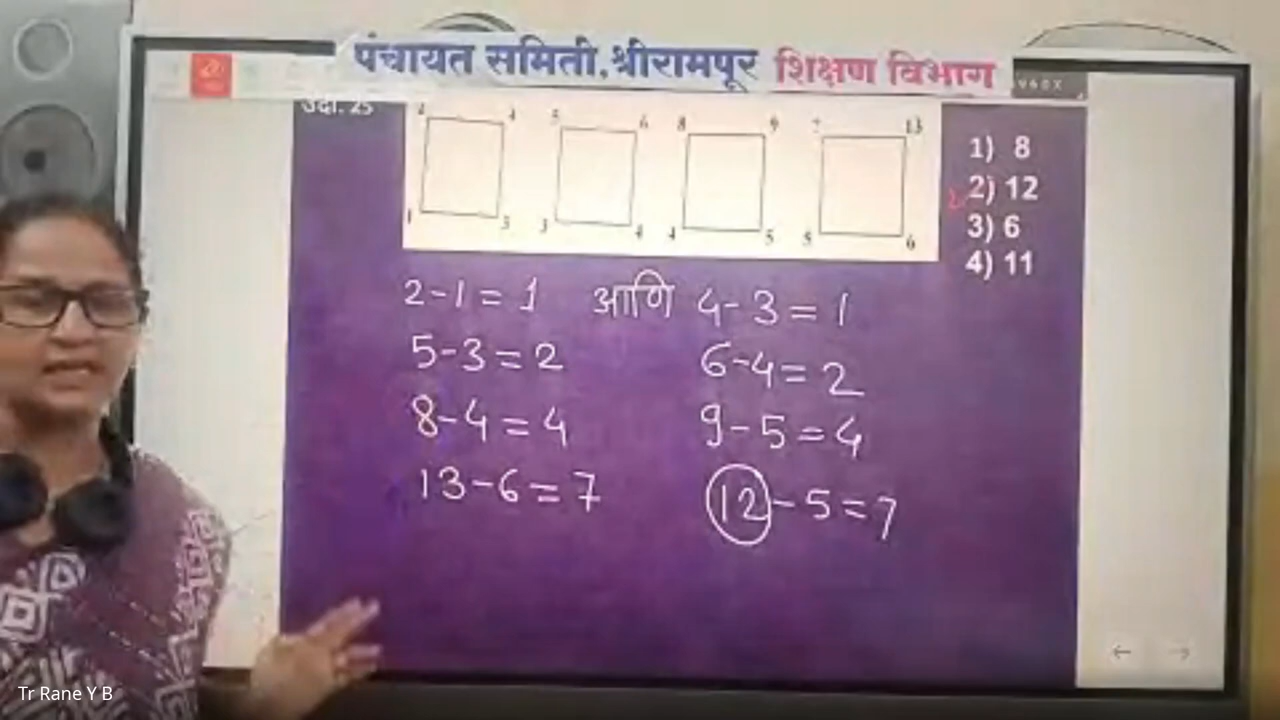 पंचायत समिती,श्रीरामपूर शिक्षण विभाग
उदा. 25
2 4 5 6 8 9 ? 13
1 3 3 4 4 5 5 6
1) 8
2) 12
3) 6
4) 11
2-1=1 आणि 4-3=1
5-3=2 6-4=2
8-4=4 9-5=4
13-6=7 12-5=7
Tr Rane Y B